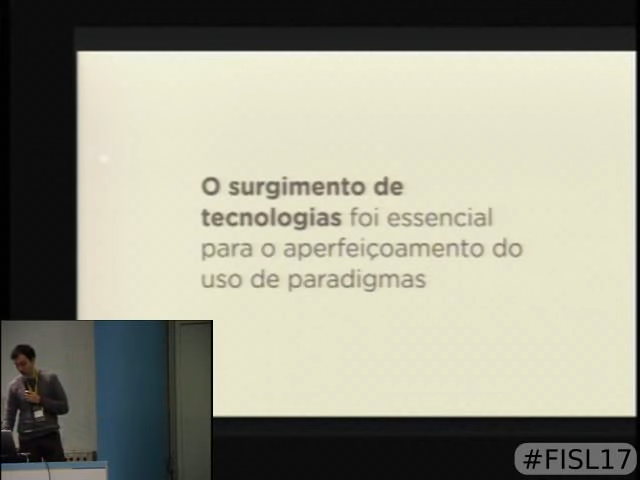 O surgimento de
tecnologias foi essencial
para o aperfeiçoamento do
uso de paradigmas
#FISL17